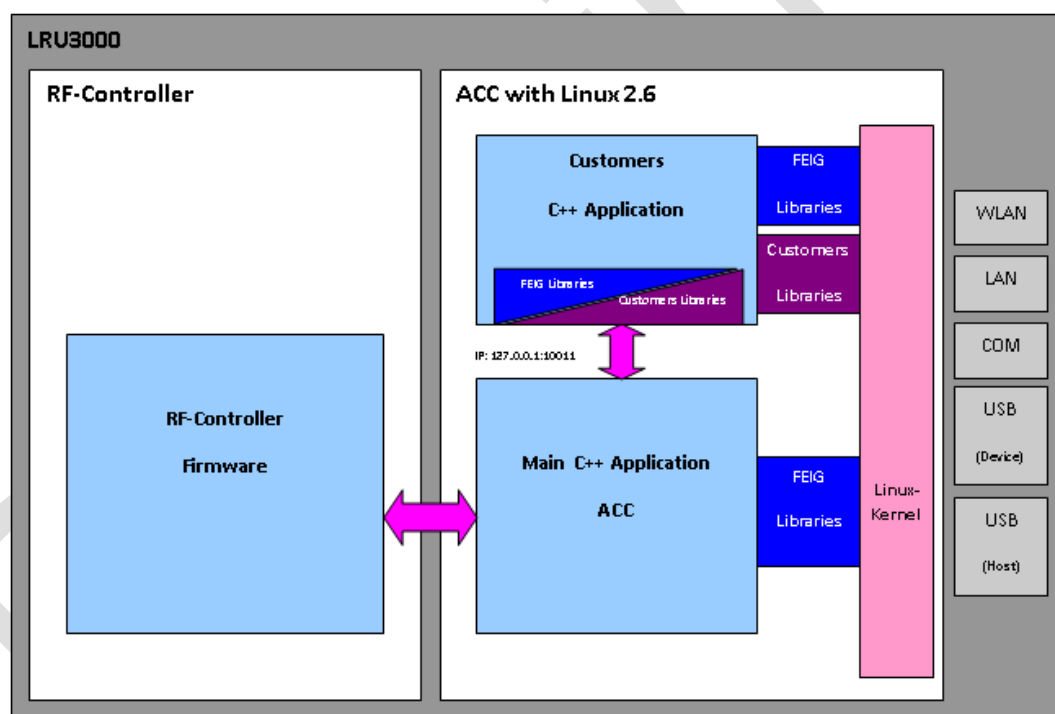 LRU3000
RF-Controller
RF-Controller
Firmware
ACC with Linux 2.6
Customers
C++ Application
FEIG Libraries
Customers Libraries
FEIG
Libraries
Customers
Libraries
IP: 127.0.0.1:10011
Main C++ Application
ACC
FEIG
Libraries
Linux-
Kernel
WLAN
LAN
COM
USB
(Device)
USB
(Host)